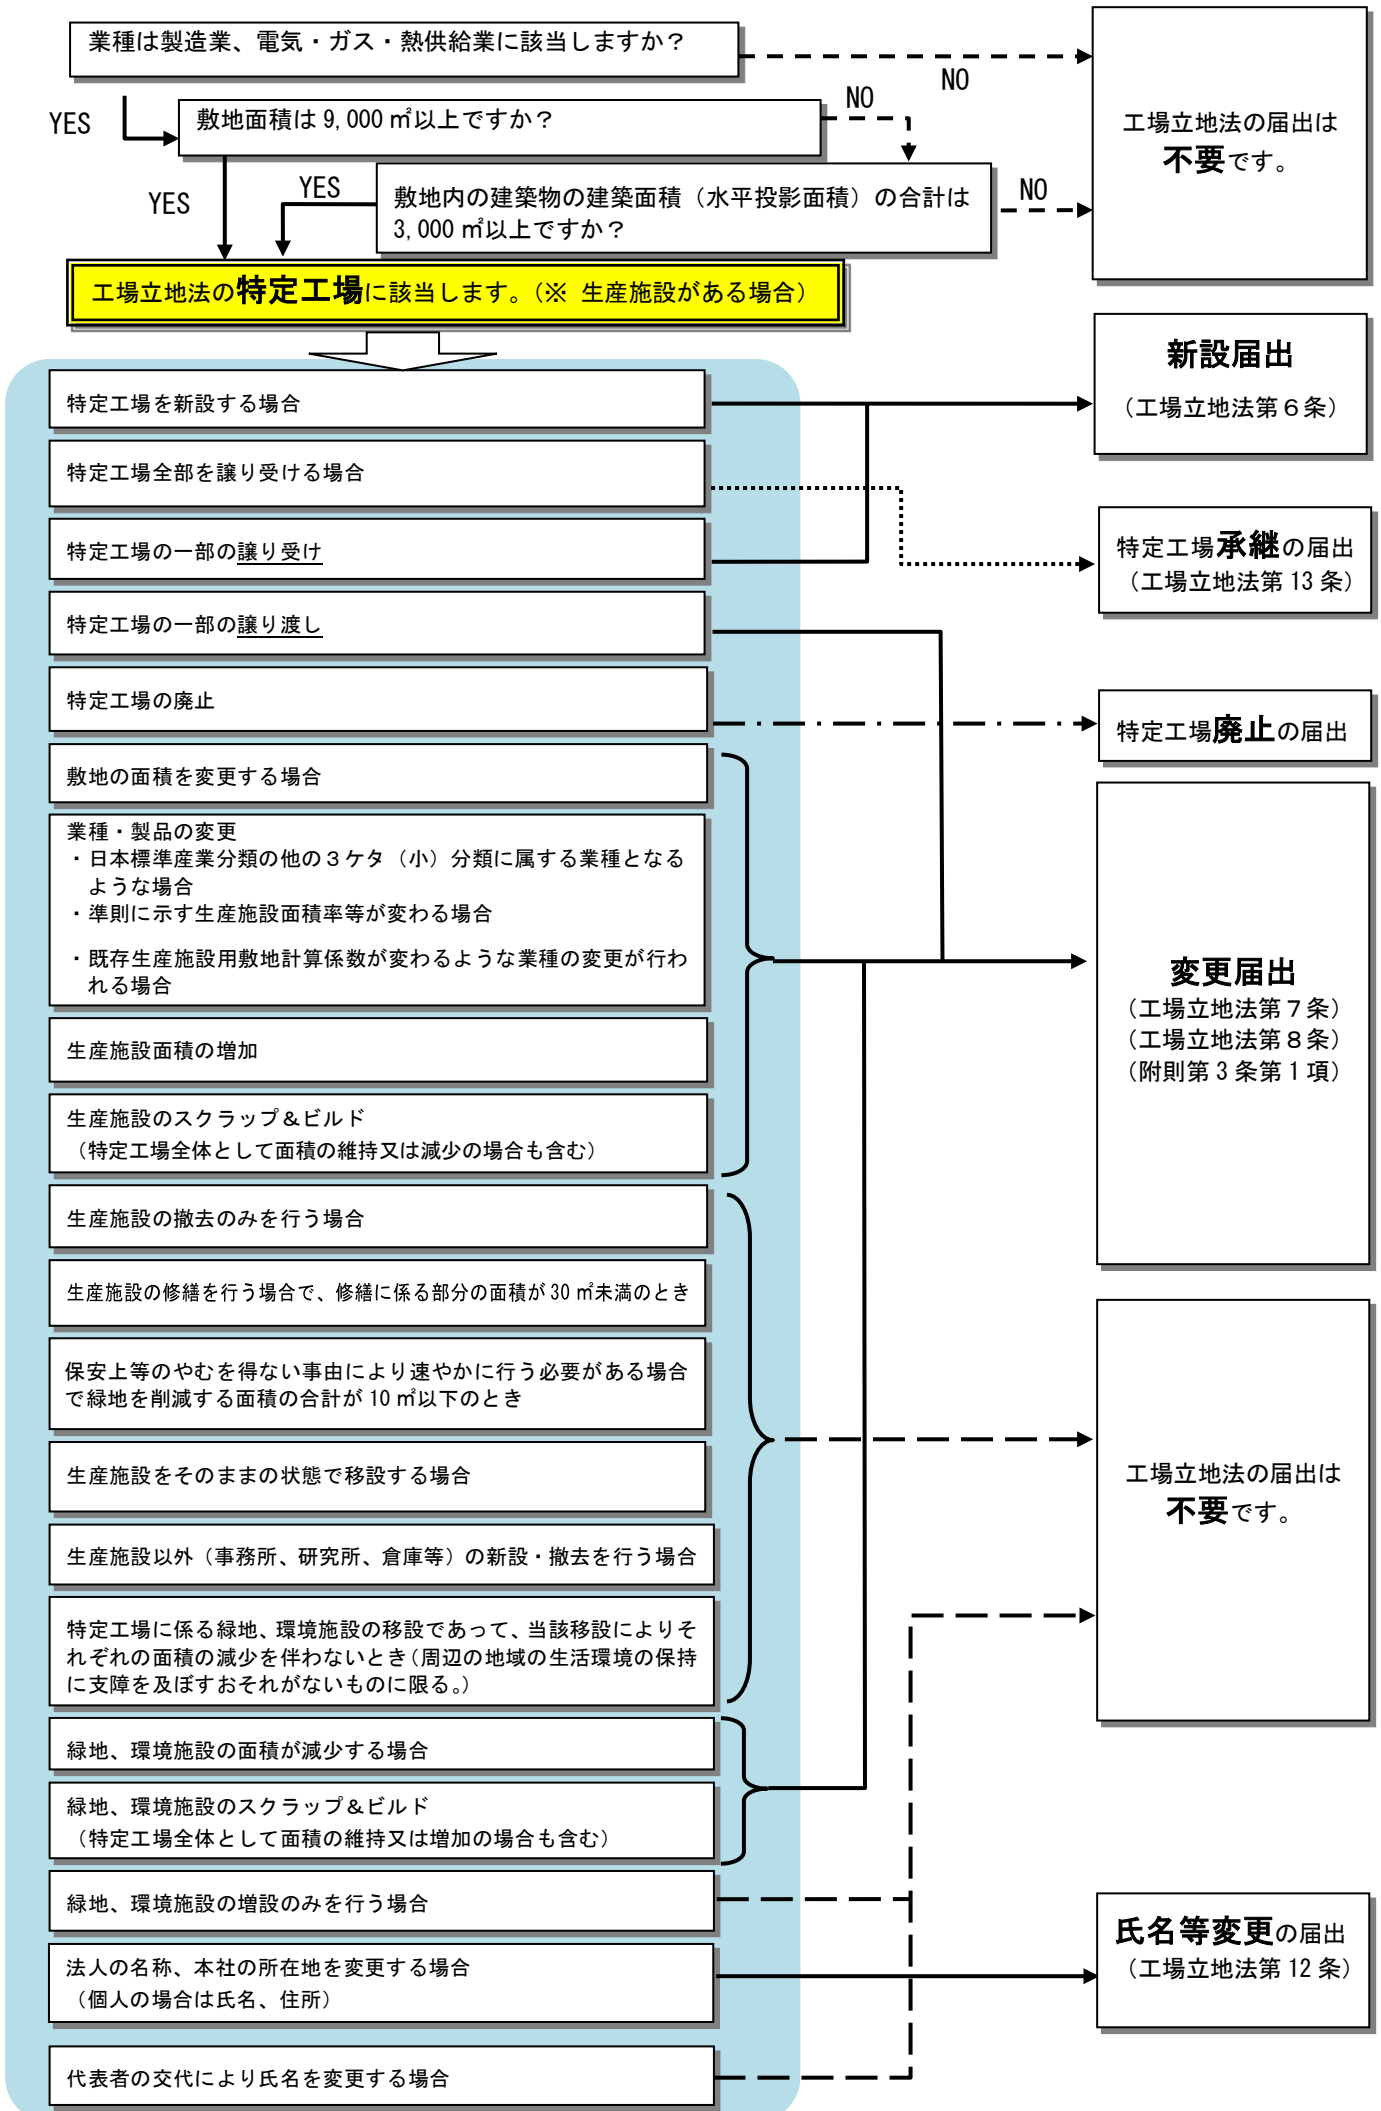 業種は製造業、電気・ガス・熱供給業に該当しますか？
NO
YES
敷地面積は9,000㎡以上ですか？
NO
工場立地法の届出は
不要です。
YES
YES
敷地内の建築物の建築面積（水平投影面積）の合計は
3,000㎡以上ですか？
NO
工場立地法の特定工場に該当します。（※ 生産施設がある場合）
特定工場を新設する場合
新設届出
（工場立地法第６条）
特定工場全部を譲り受ける場合
特定工場の一部の譲り受け
特定工場承継の届出
（工場立地法第13条）
特定工場の一部の譲り渡し
特定工場の廃止
特定工場廃止の届出
敷地の面積を変更する場合
業種・製品の変更
・日本標準産業分類の他の３ケタ（小）分類に属する業種となる
ような場合
・準則に示す生産施設面積率等が変わる場合
・既存生産施設用敷地計算係数が変わるような業種の変更が行わ
れる場合
変更届出
（工場立地法第７条）
（工場立地法第８条）
（附則第３条第１項）
生産施設面積の増加
生産施設のスクラップ＆ビルド
（特定工場全体として面積の維持又は減少の場合も含む）
生産施設の撤去のみを行う場合
生産施設の修繕を行う場合で、修繕に係る部分の面積が30㎡未満のとき
保安上等のやむを得ない事由により速やかに行う必要がある場合
で緑地を削減する面積の合計が10㎡以下のとき
生産施設をそのままの状態で移設する場合
工場立地法の届出は
不要です。
生産施設以外（事務所、研究所、倉庫等）の新設・撤去を行う場合
特定工場に係る緑地、環境施設の移設であって、当該移設によりそ
れぞれの面積の減少を伴わないとき（周辺の地域の生活環境の保持
に支障を及ぼすおそれがないものに限る。）
緑地、環境施設の面積が減少する場合
緑地、環境施設のスクラップ＆ビルド
（特定工場全体として面積の維持又は増加の場合も含む）
緑地、環境施設の増設のみを行う場合
氏名等変更の届出
（工場立地法第12条）
法人の名称、本社の所在地を変更する場合
（個人の場合は氏名、住所）
代表者の交代により氏名を変更する場合